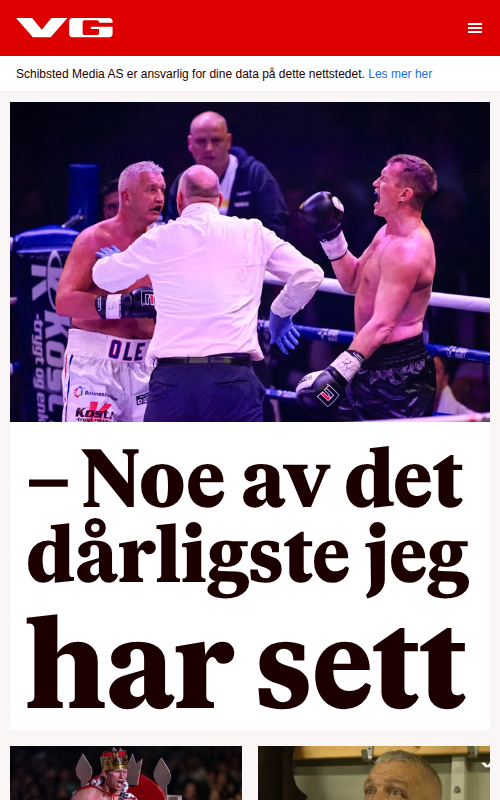 VG
Schibsted Media AS er ansvarlig for dine data på dette nettstedet. Les mer her
OLE
Kost
– Noe av det
dårligste jeg
har sett